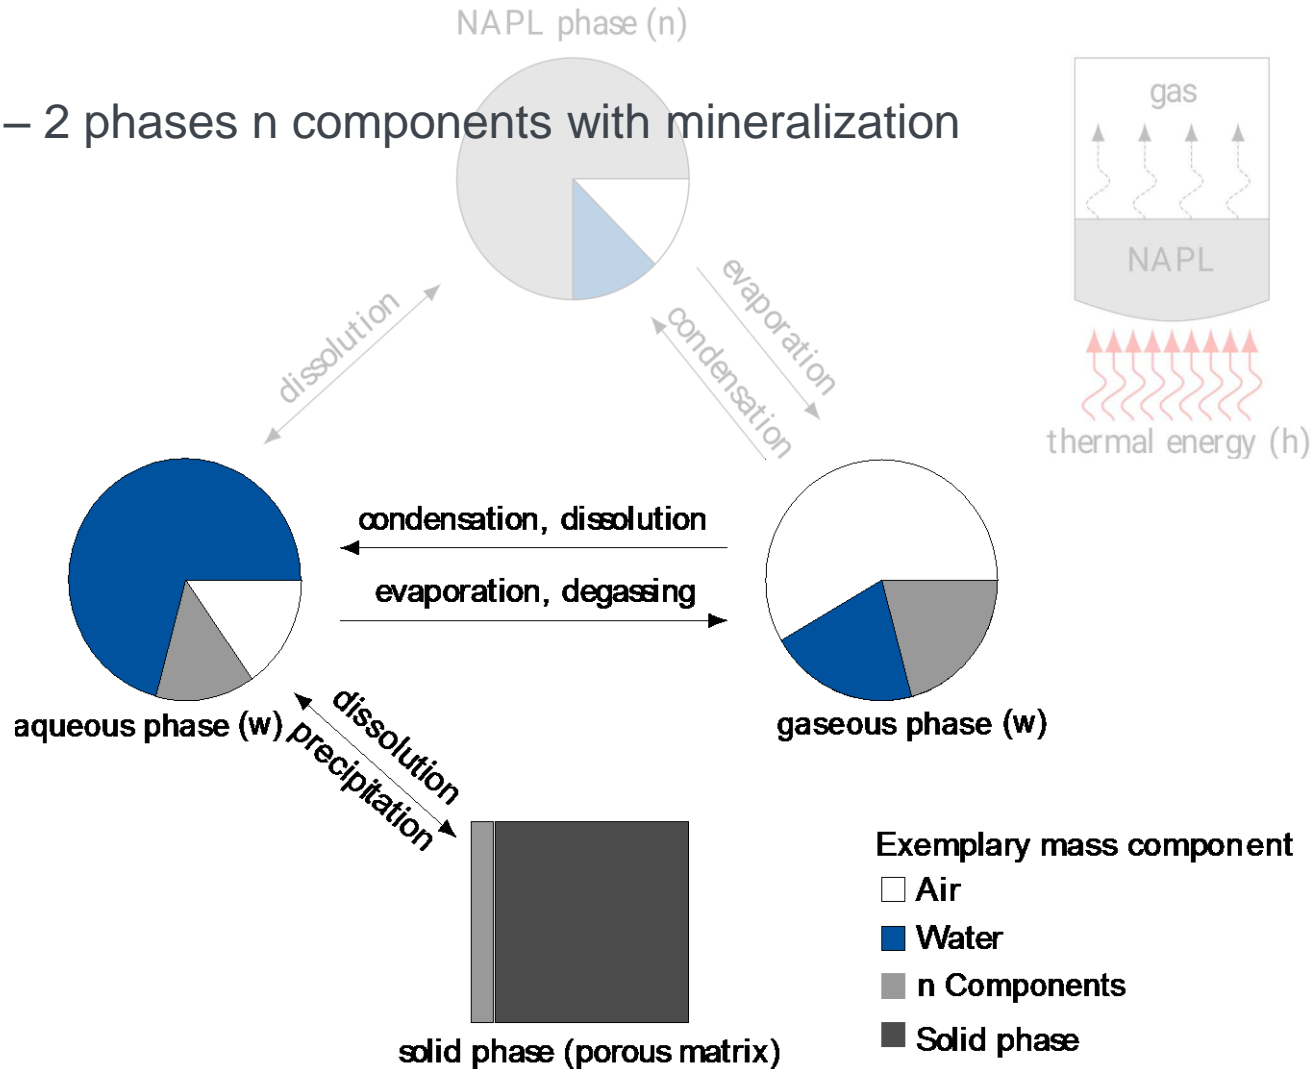 NAPL phase (n)
– 2 phases n components with mineralization
gas
NAPL
thermal energy (h)
dissolution
evaporation
condensation
condensation, dissolution
evaporation, degassing
aqueous phase (w)
gaseous phase (w)
dissolution
precipitation
solid phase (porous matrix)
Exemplary mass component
Air
Water
n Components
Solid phase